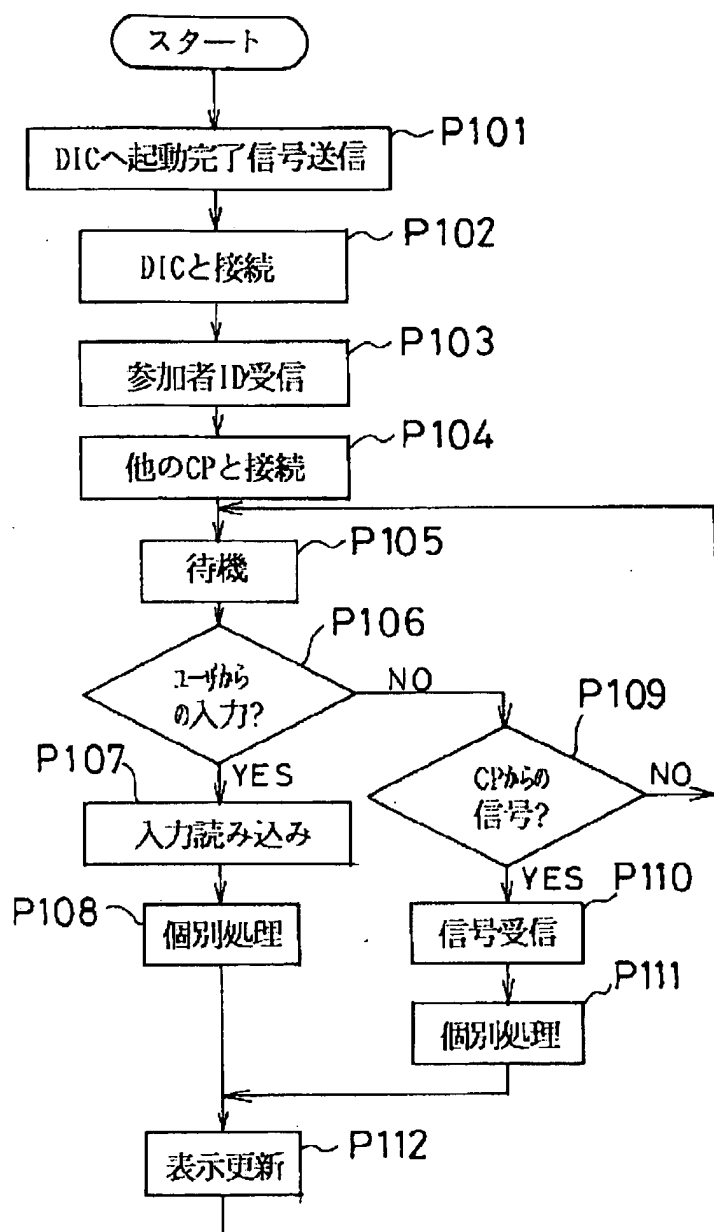 スタート
P101
DICへ起動完了信号送信
P102
DICと接続
P103
参加者ID受信
P104
他のCPと接続
P105
待機
P106
ユーザから
の入力?
NO
P109
CPからの
信号?
NO
P107
YES
入力読み込み
YES
P110
P108
個別処理
信号受信
P111
個別処理
P112
表示更新